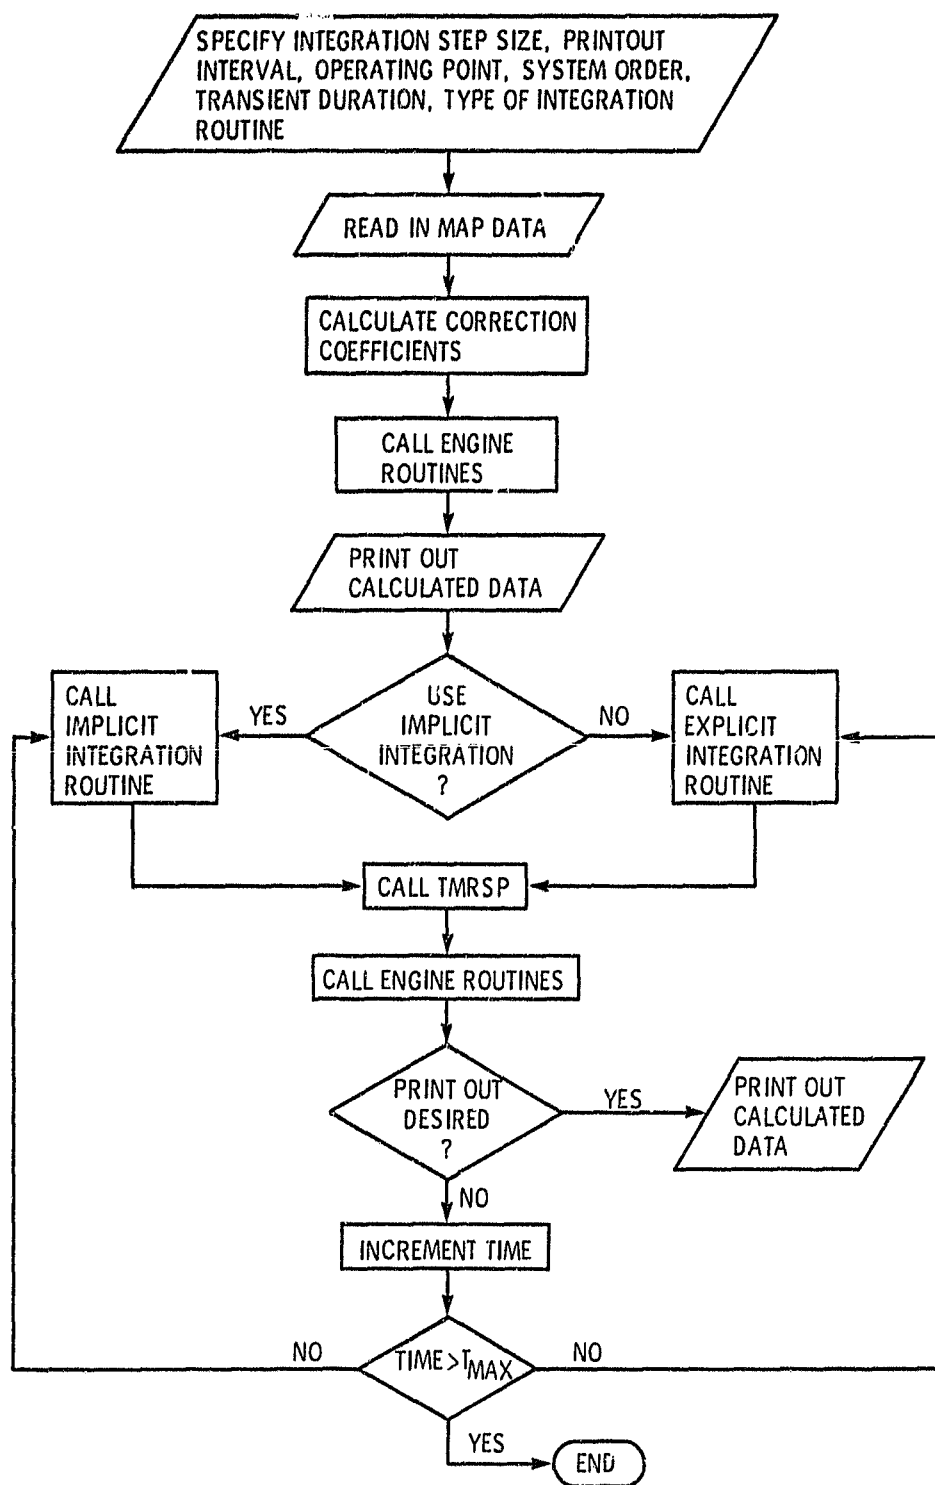 SPECIFY INTEGRATION STEP SIZE, PRINTOUT
INTERVAL, OPERATING POINT, SYSTEM ORDER,
TRANSIENT DURATION, TYPE OF INTEGRATION
ROUTINE
READ IN MAP DATA
CALCULATE CORRECTION
COEFFICIENTS
CALL ENGINE
ROUTINES
PRINT OUT
CALCULATED DATA
CALL
IMPLICIT
INTEGRATION
ROUTINE
YES
USE
IMPLICIT
INTEGRATION
?
NO
CALL
EXPLICIT
INTEGRATION
ROUTINE
CALL TMRSP
CALL ENGINE ROUTINES
PRINT OUT
DESIRED
?
YES
PRINT OUT
CALCULATED
DATA
NO
INCREMENT TIME
NO
TIME > TMAX
NO
YES
END